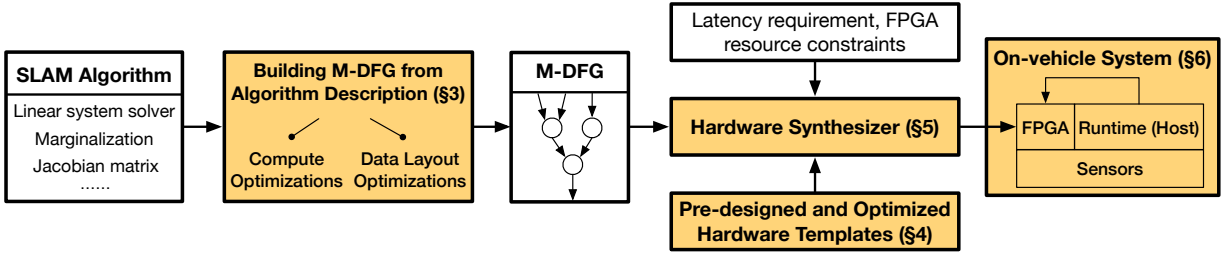 SLAM Algorithm
Linear system solver
Marginalization
Jacobian matrix
......
Building M-DFG from
Algorithm Description (§3)
Compute
Optimizations
Data Layout
Optimizations
M-DFG
Latency requirement, FPGA
resource constraints
Hardware Synthesizer (§5)
Pre-designed and Optimized
Hardware Templates (§4)
On-vehicle System (§6)
FPGA
Runtime (Host)
Sensors